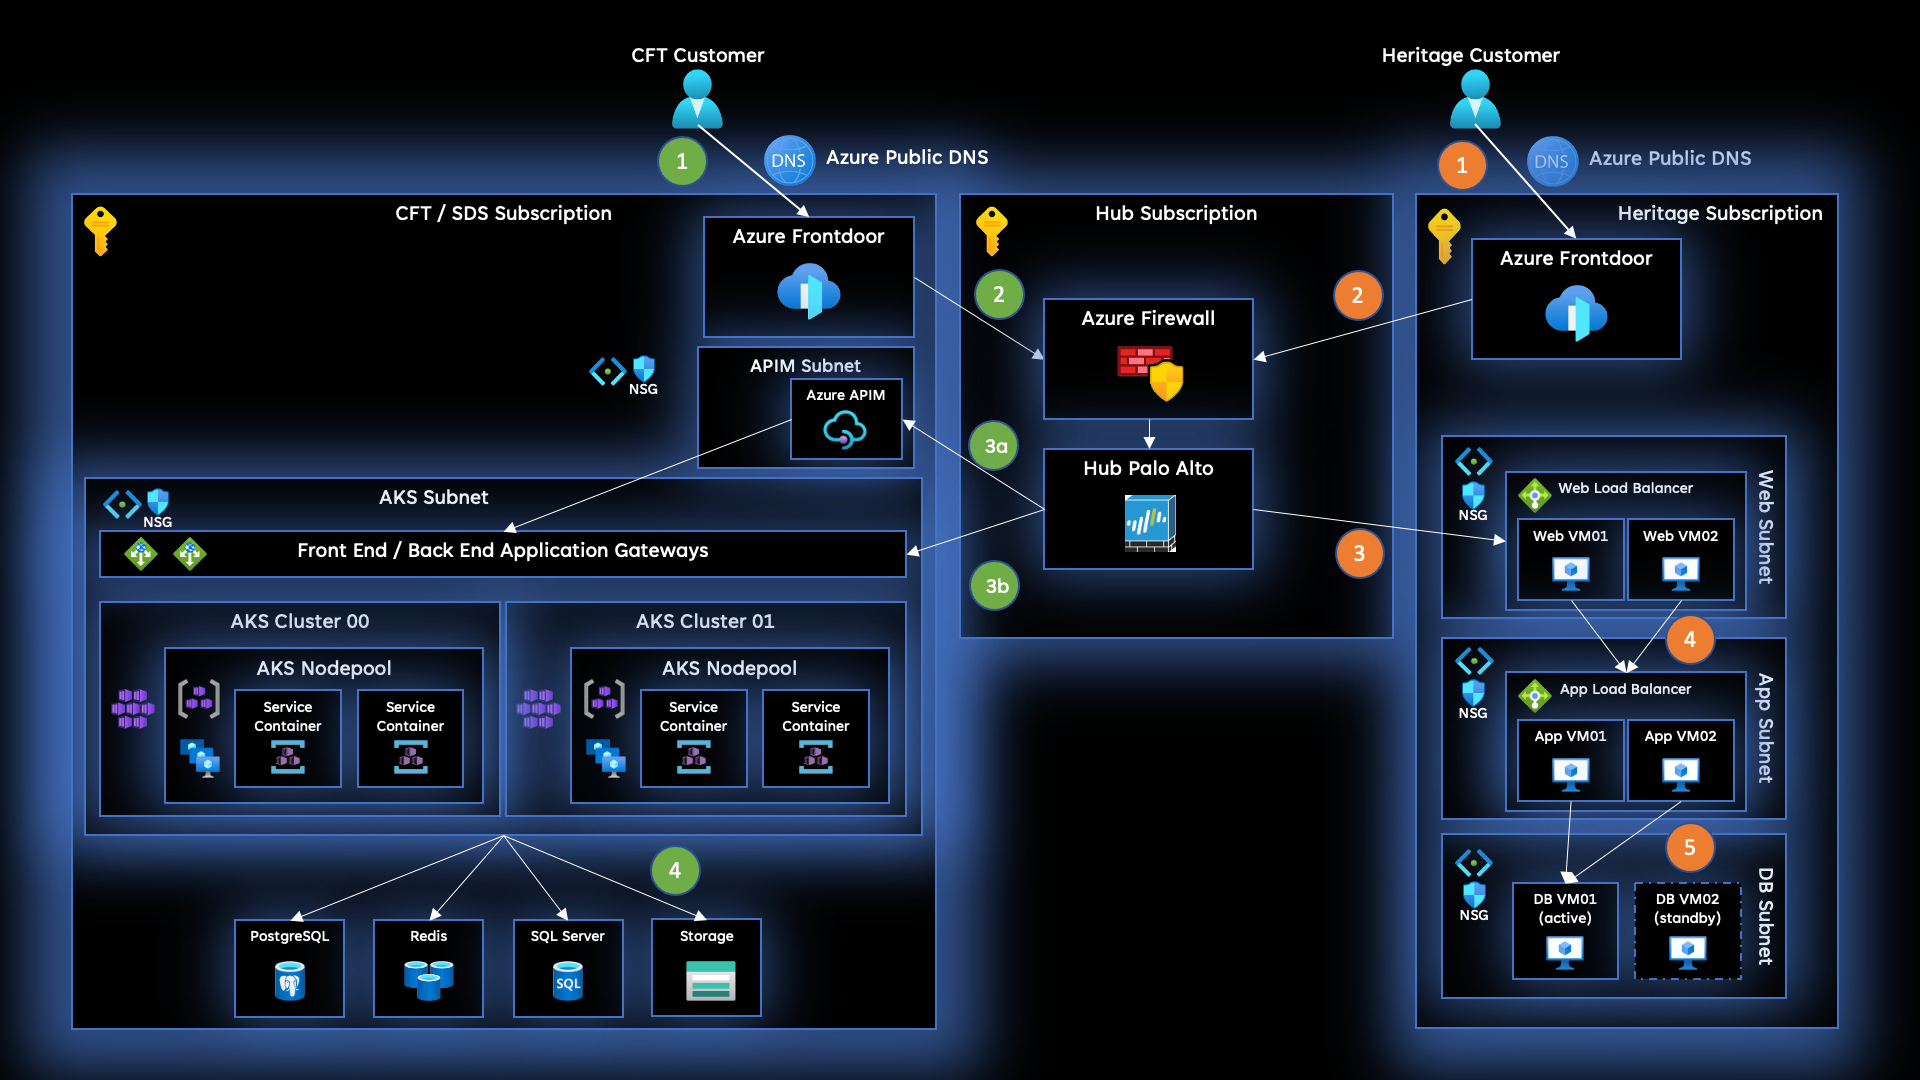 CFT Customer
Heritage Customer
1
DNS
Azure Public DNS
1
DNS
Azure Public DNS
CFT / SDS Subscription
Azure Frontdoor
NSG
APIM Subnet
Azure APIM
AKS Subnet
NSG
Front End / Back End Application Gateways
AKS Cluster 00
AKS Nodepool
Service
Container
Service
Container
AKS Cluster 01
AKS Nodepool
Service
Container
Service
Container
4
PostgreSQL
Redis
SQL Server
SQL
Storage
Hub Subscription
2
2
Azure Firewall
3a
Hub Palo Alto
3b
3
Heritage Subscription
Azure Frontdoor
NSG
Web Load Balancer
Web VM01
Web VM02
Web Subnet
4
NSG
App Load Balancer
App VM01
App VM02
App Subnet
5
NSG
DB VM01
(active)
DB VM02
(standby)
DB Subnet